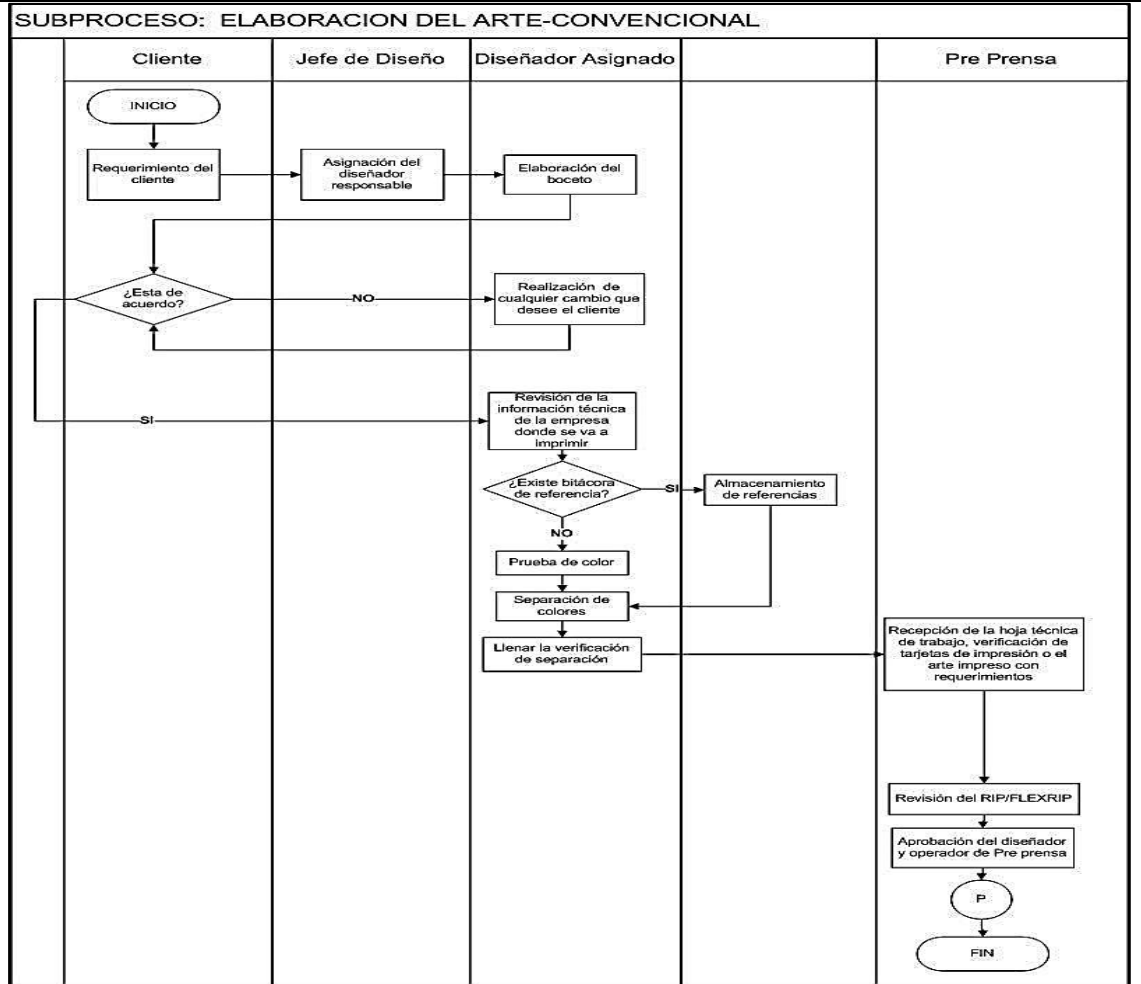 SUBPROCESO: ELABORACION DEL ARTE-CONVENCIONAL
Cliente
Jefe de Diseño
Diseñador Asignado
Pre Prensa
INICIO
Requerimiento del
cliente
Asignación del
diseñador
responsable
Elaboración del
boceto
¿Esta de
acuerdo?
NO
Realización de
cualquier cambio que
desee el cliente
SI
Revisión de la
información técnica
de la empresa
donde se va a
imprimir
¿Existe bitácora
de referencia?
SI
Almacenamiento
de referencias
NO
Prueba de color
Separación de
colores
Llenar la verificación
de separación
Recepción de la hoja técnica
de trabajo, verificación de
tarjetas de impresión o el
arte impreso con
requerimientos
Revisión del RIP/FLEXRIP
Aprobación del diseñador
y operador de Pre prensa
P
FIN